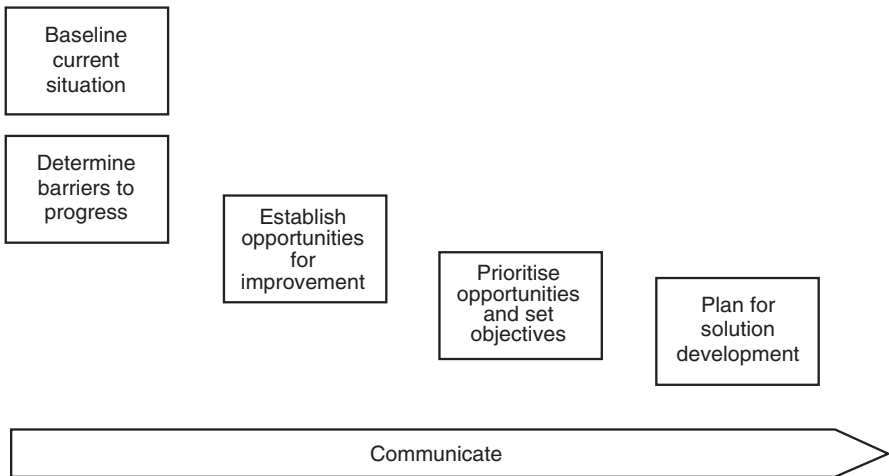 Baseline
current
situation
Determine
barriers to
progress
Establish
opportunities
for
improvement
Prioritise
opportunities
and set
objectives
Plan for
solution
development
Communicate